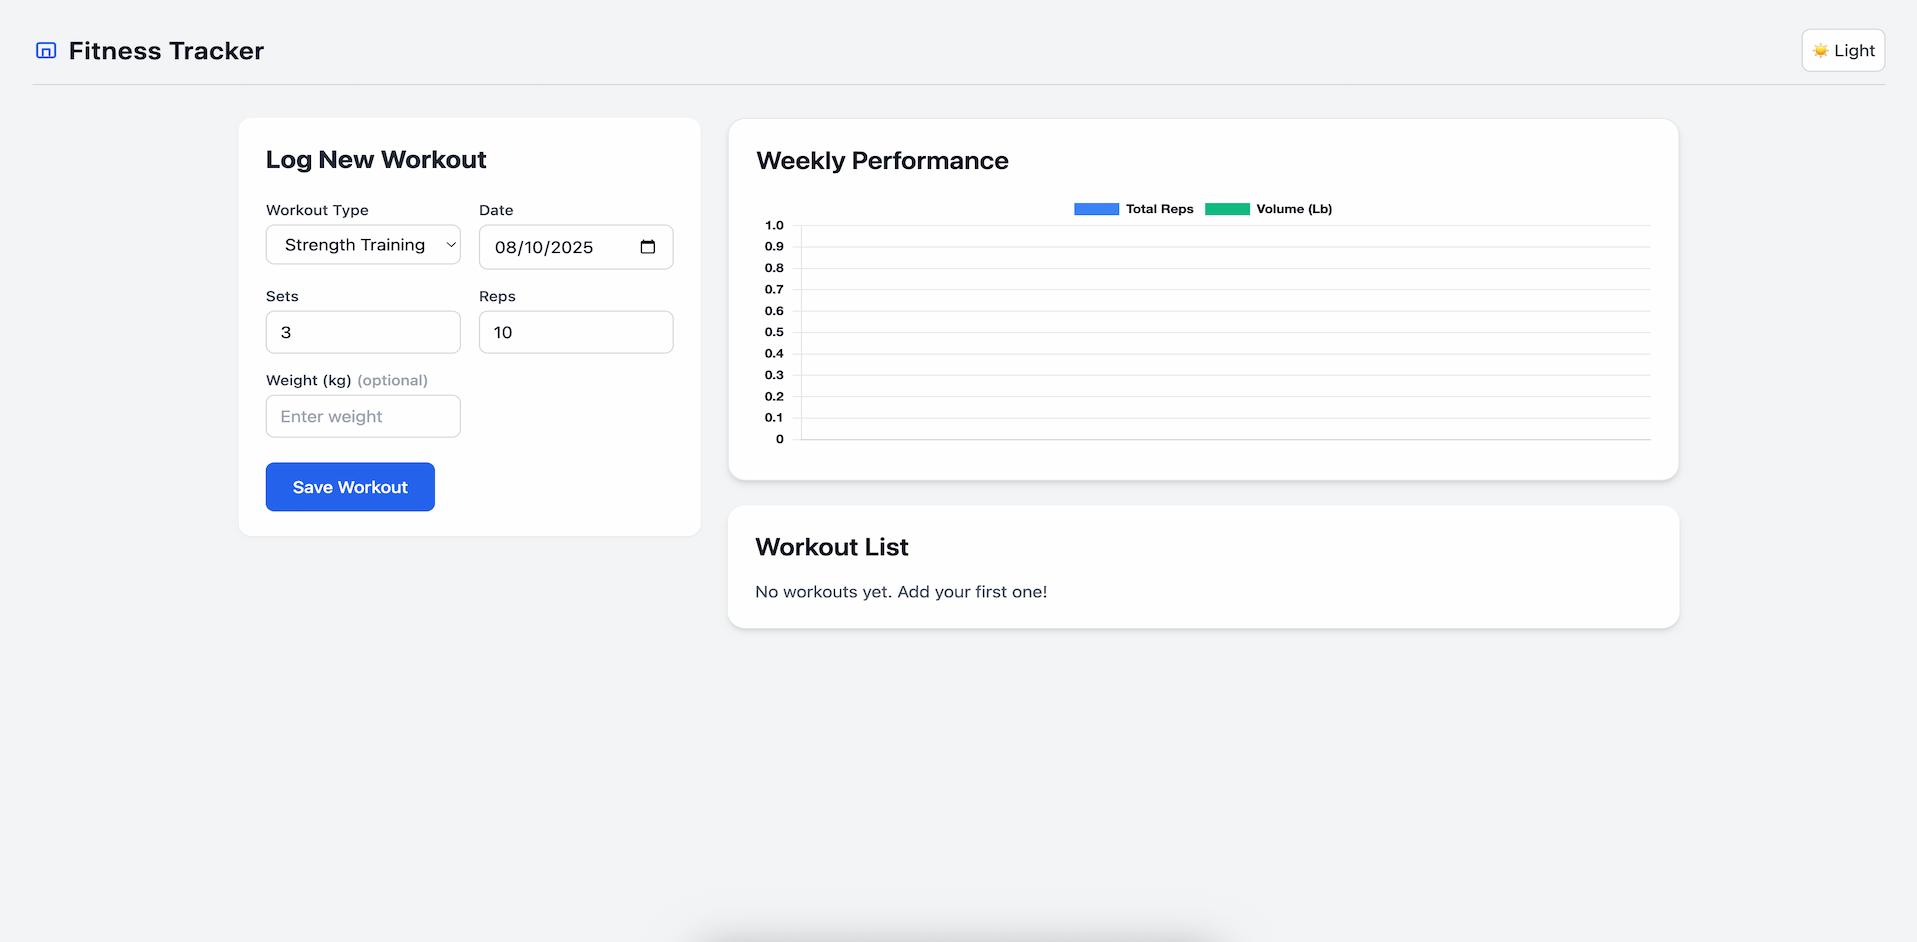 Fitness Tracker
Light
Log New Workout
Workout Type
Date
Strength Training
08/10/2025
Sets
Reps
3
10
Weight (kg) (optional)
Enter weight
Save Workout
Weekly Performance
Total Reps
Volume (Lb)
1.0
0.9
0.8
0.7
0.6
0.5
0.4
0.3
0.2
0.1
0
Workout List
No workouts yet. Add your first one!